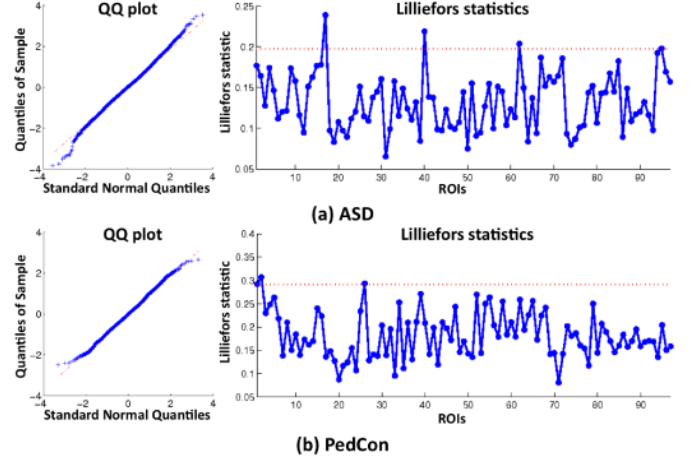 QQ plot
Lilliefors statistics
Quantiles of Sample
4
2
0
−2
−4
−4 −2 0 2 4
Standard Normal Quantiles
Lilliefors statistic
0.25
0.2
0.15
0.1
0.05
10 20 30 40 50 60 70 80 90
ROIs
(a) ASD
QQ plot
Lilliefors statistics
Quantiles of Sample
4
2
0
−2
−4
−4 −2 0 2 4
Standard Normal Quantiles
Lilliefors statistic
0.4
0.35
0.3
0.25
0.2
0.15
0.1
0.05
10 20 30 40 50 60 70 80 90
ROIs
(b) PedCon